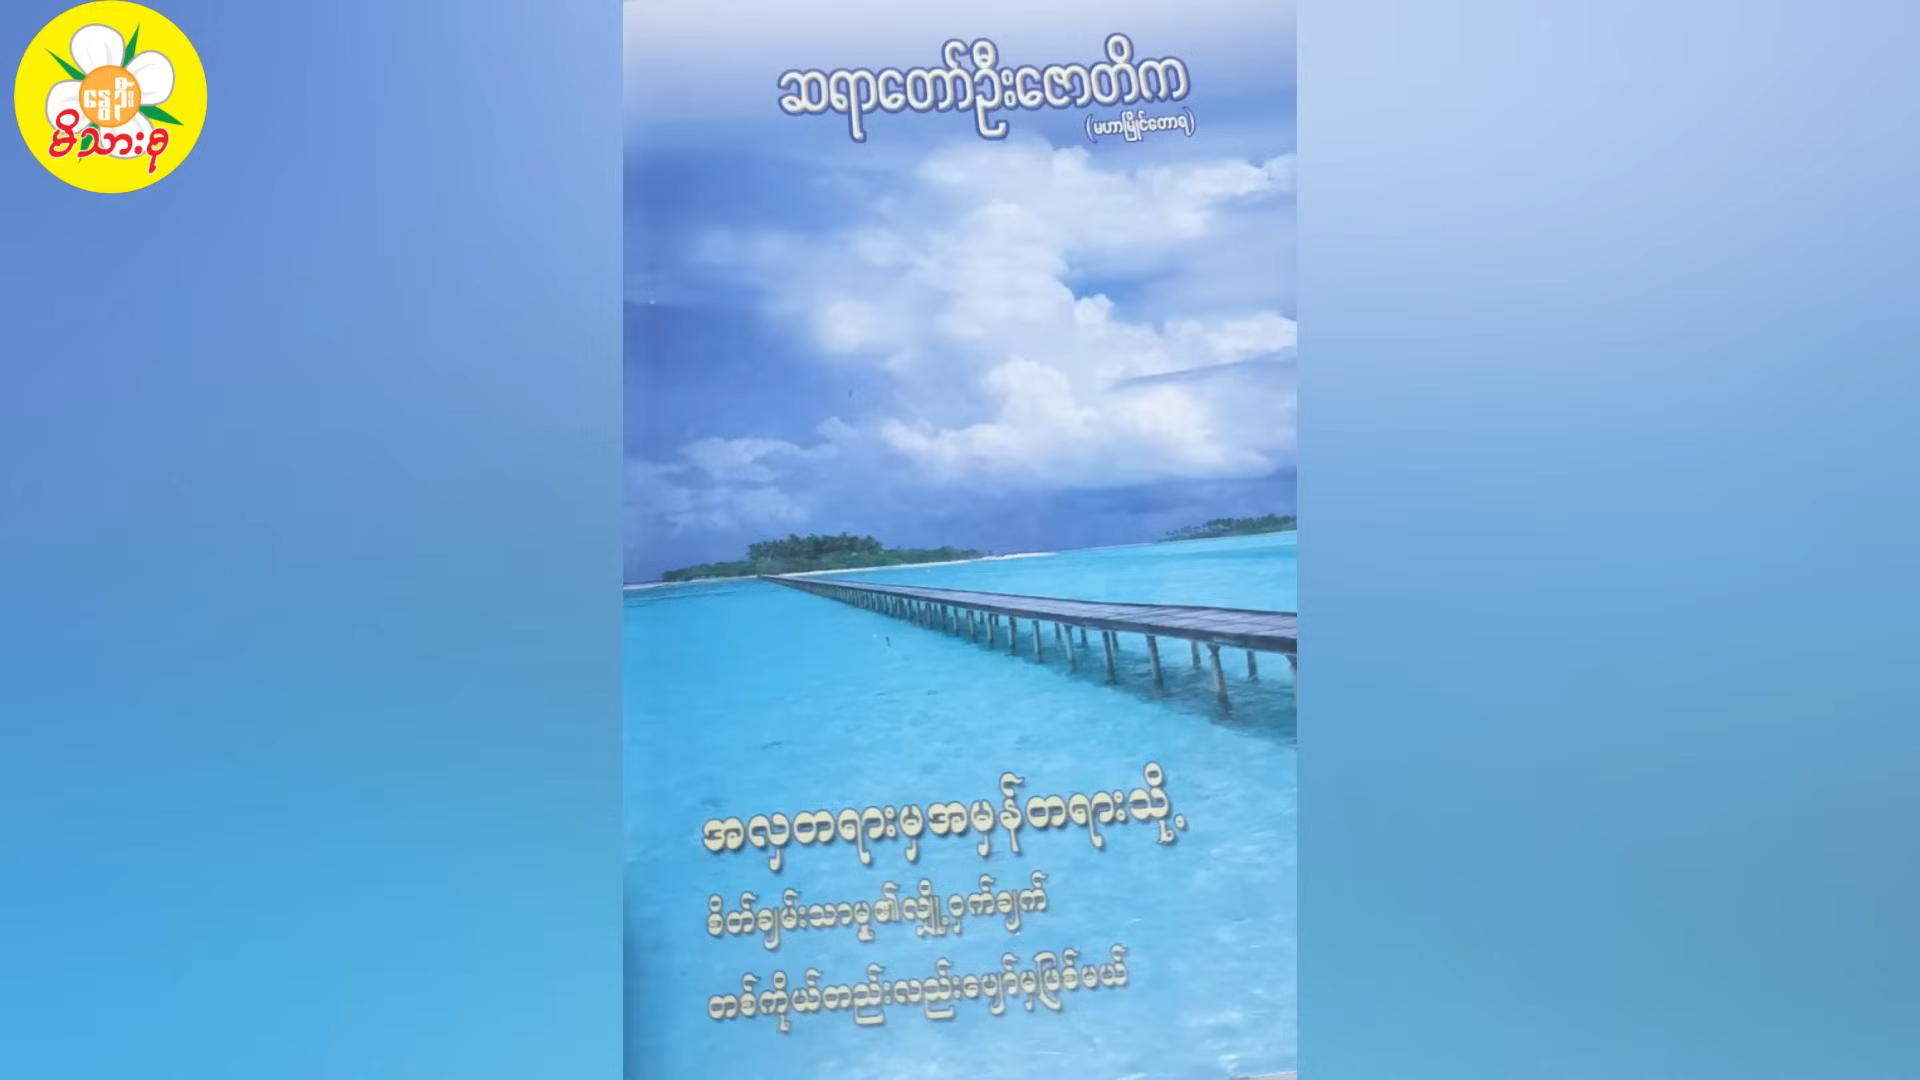 နွေဦး
မိသားစု
ဆရာတော်ဦးဇောတိက
(မဟာမြိုင်တောရ)
အလှတရားမှအမှန်တရားသို့
စိတ်ချမ်းသာမှု၏လျှို့ဝှက်ချက်
တစ်ကိုယ်တည်းလည်းပျော်မှဖြစ်မယ်